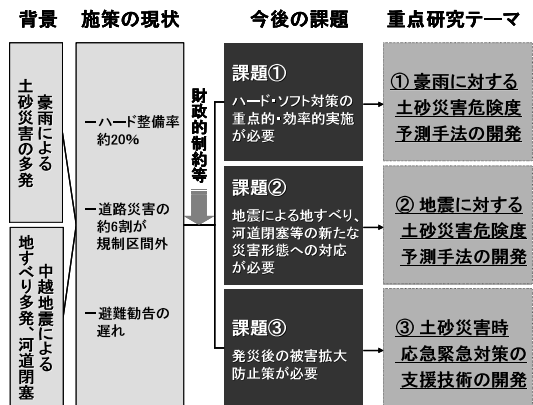 背景
施策の現状
今後の課題
重点研究テーマ
豪雨による
土砂災害の多発
中越地震による
地すべり多発、河道閉塞
－ハード整備率
約20%
－道路災害の
約6割が
規制区間外
－避難勧告の
遅れ
財政的制約等
課題①
ハード・ソフト対策の
重点的・効率的実施
が必要
課題②
地震による地すべり、
河道閉塞等の新たな
災害形態への対応
が必要
課題③
発災後の被害拡大
防止策が必要
① 豪雨に対する
土砂災害危険度
予測手法の開発
② 地震に対する
土砂災害危険度
予測手法の開発
③ 土砂災害時
応急緊急対策の
支援技術の開発